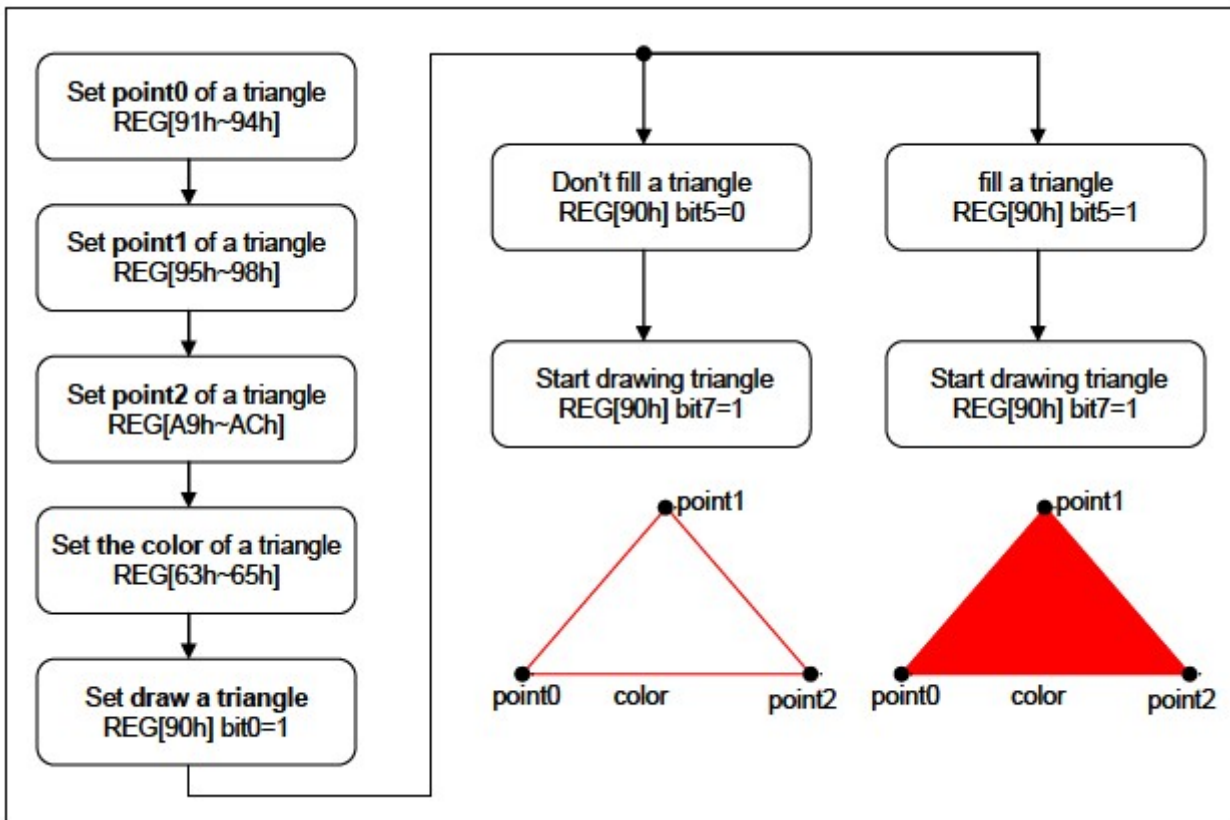 Set point0 of a triangle
REG[91h~94h]
Set point1 of a triangle
REG[95h~98h]
Set point2 of a triangle
REG[A9h~ACh]
Set the color of a triangle
REG[63h~65h]
Set draw a triangle
REG[90h] bit0=1
Don't fill a triangle
REG[90h] bit5=0
Start drawing triangle
REG[90h] bit7=1
point1
point0
color
point2
fill a triangle
REG[90h] bit5=1
Start drawing triangle
REG[90h] bit7=1
point1
point0
color
point2